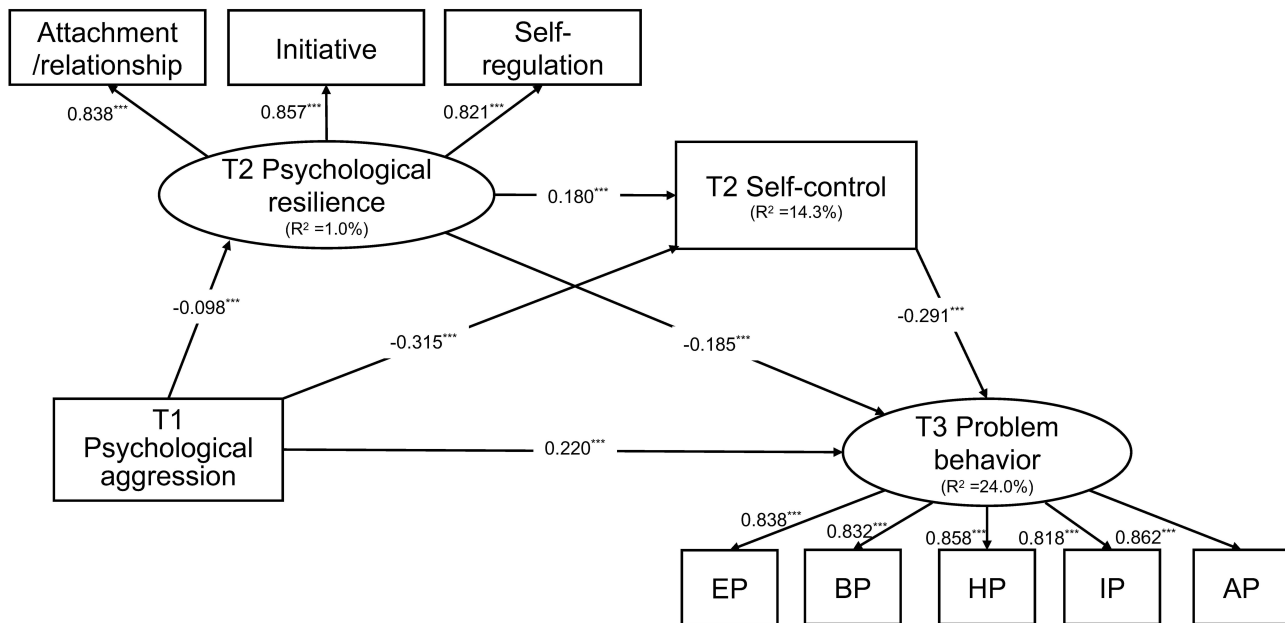 Attachment
/relationship
Initiative
Self-
regulation
0.838***
0.857***
0.821***
T2 Psychological
resilience
(R² =1.0%)
0.180***
T2 Self-control
(R² =14.3%)
-0.098***
-0.315***
-0.185***
-0.291***
T1
Psychological
aggression
0.220***
T3 Problem
behavior
(R² =24.0%)
0.838***
0.832***
0.858***
0.818***
0.862***
EP
BP
HP
IP
AP